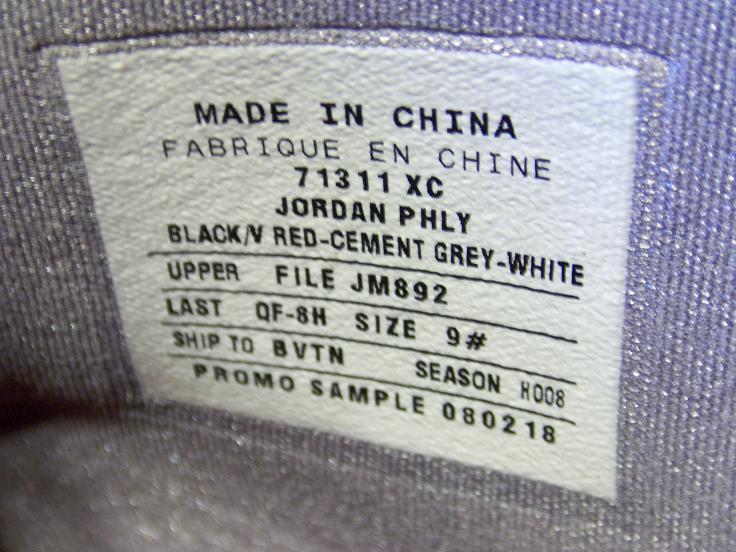 MADE IN CHINA
FABRIQUE EN CHINE
71311 XC
JORDAN PHLY
BLACK/V RED-CEMENT GREY-WHITE
UPPER FILE JM892
LAST QF-8H SIZE 9#
SHIP TO BVTN SEASON HO08
PROMO SAMPLE 080218